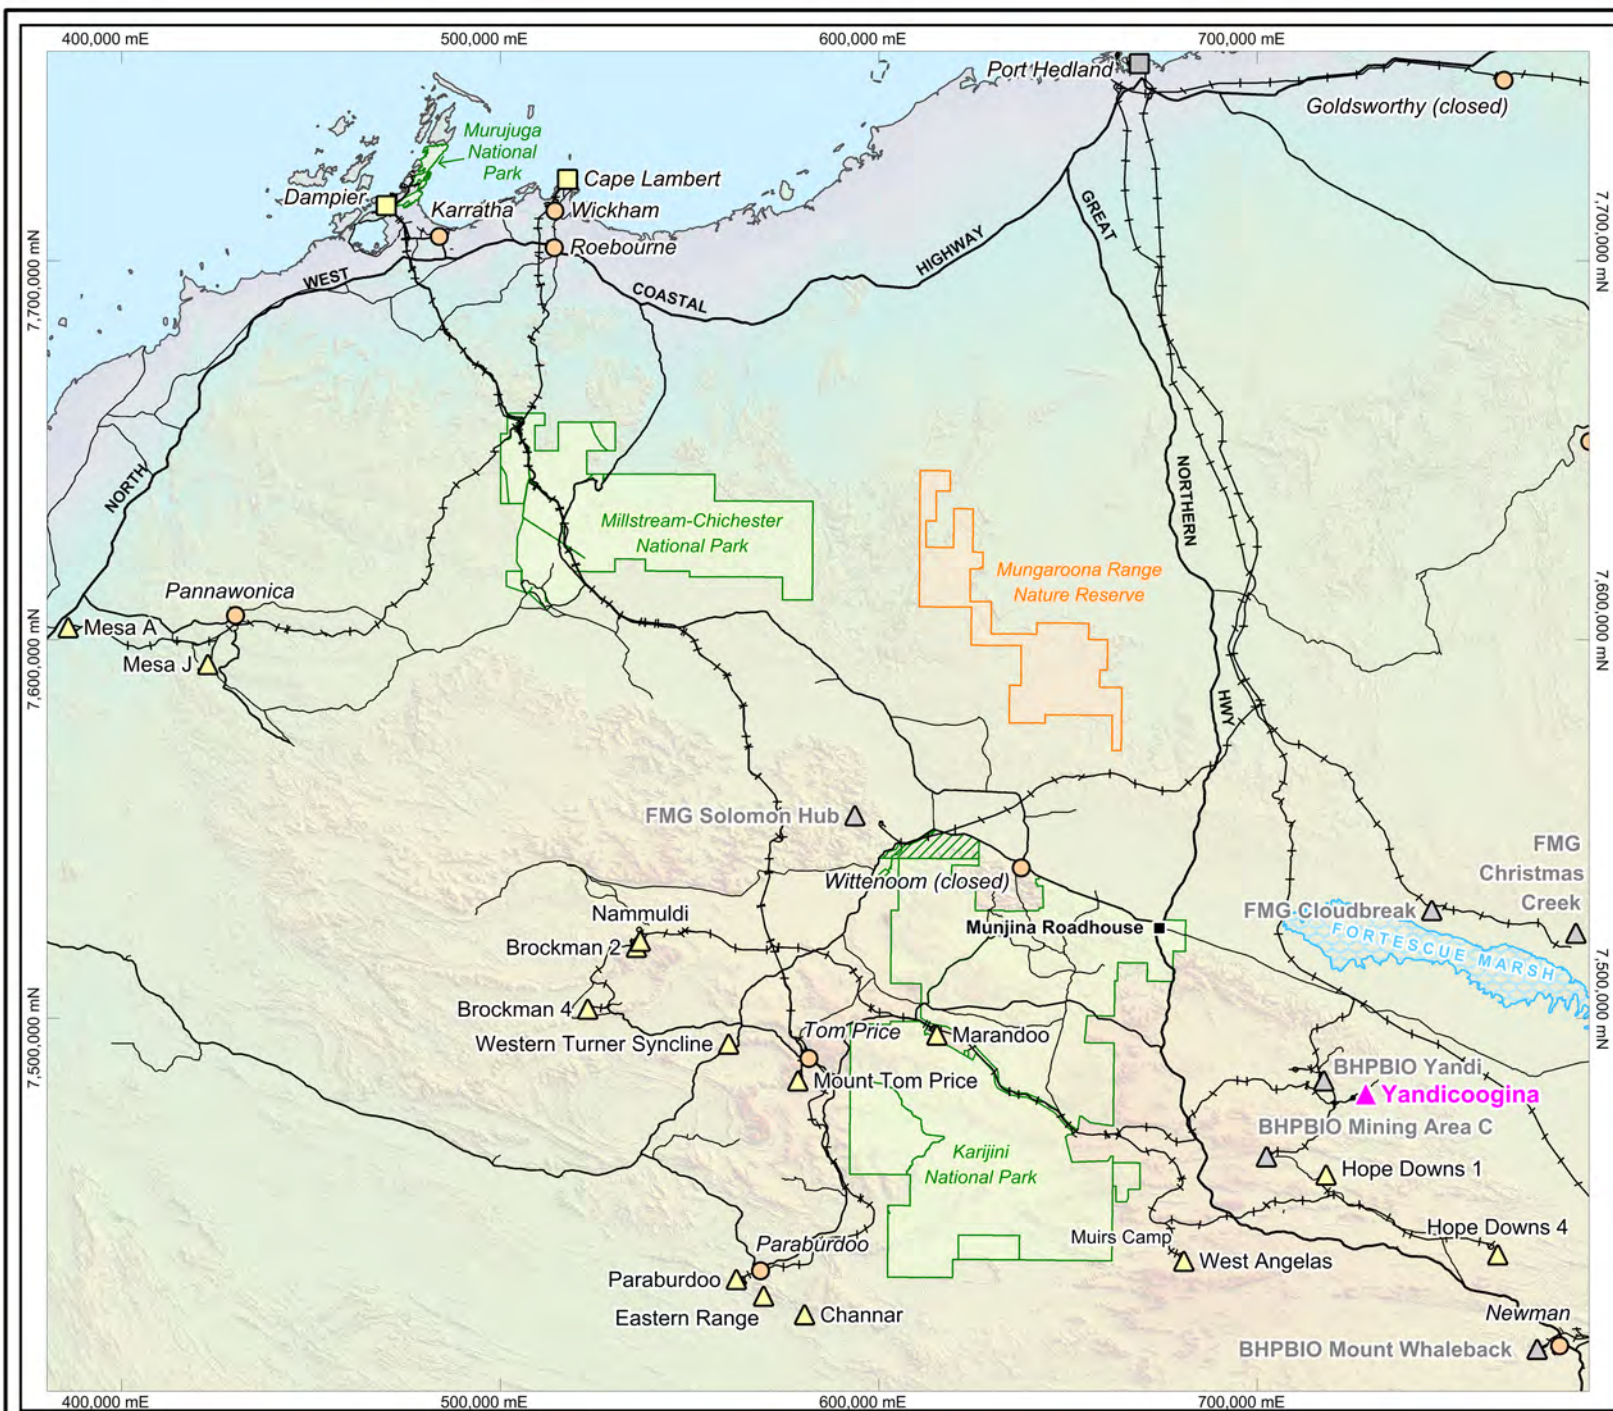 400,000 mE
500,000 mE
600,000 mE
700,000 mE
Port Hedland
Goldsworthy (closed)
Murujuga
National
Park
Cape Lambert
Dampier
Karratha
Wickham
Roebourne
GREAT
HIGHWAY
WEST
COASTAL
7,700,000 mN
7,700,000 mN
NORTH
NORTHERN
Millstream-Chichester
National Park
Mungaroona Range
Nature Reserve
Pannawonica
Mesa A
Mesa J
7,600,000 mN
7,600,000 mN
HWY
FMG Solomon Hub
FMG
Christmas
Creek
Wittenoom (closed)
FMG Cloudbreak
Nammuldi
Munjina Roadhouse
FORTESCUE MARSH
Brockman 2
Brockman 4
7,500,000 mN
7,500,000 mN
Tom Price
Marandoo
Western Turner Syncline
Mount Tom Price
BHPBIO Yandi
Yandicoogina
BHPBIO Mining Area C
Karijini
National Park
Hope Downs 1
Hope Downs 4
Muirs Camp
Paraburdoo
West Angelas
Paraburdoo
Eastern Range
Channar
Newman
BHPBIO Mount Whaleback
400,000 mE
500,000 mE
600,000 mE
700,000 mE